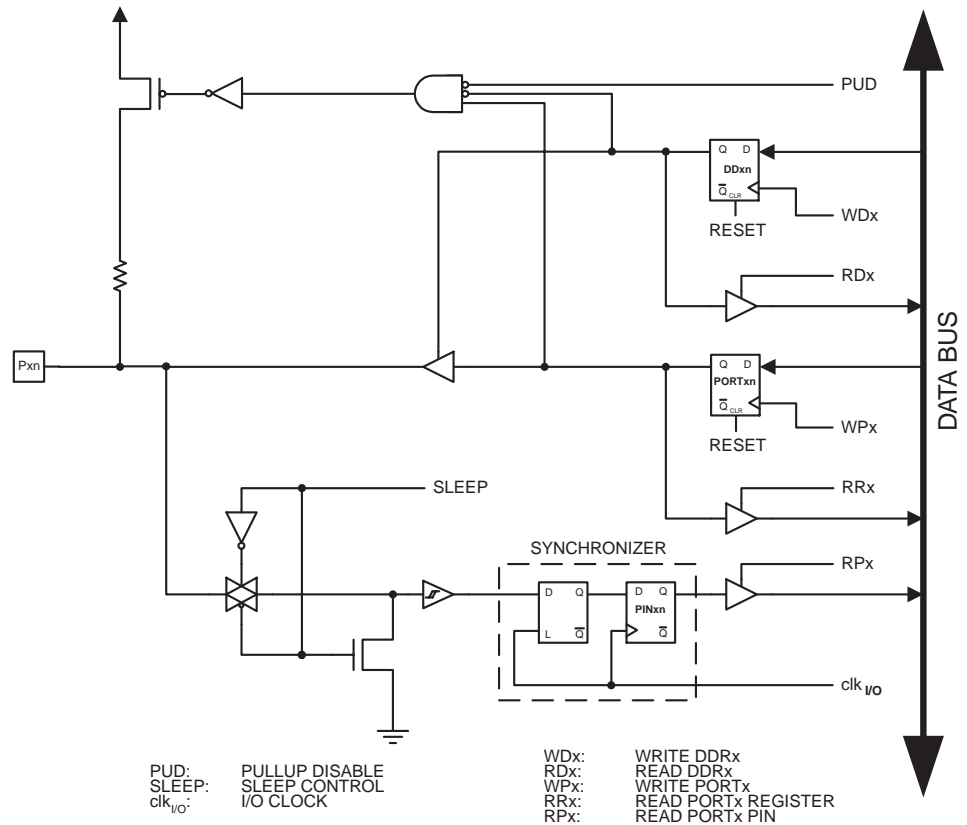 PUD
Q D
DDxn
Q CLR
WDx
RESET
RDx
Pxn
Q D
PORTxn
Q CLR
WPx
RESET
DATA BUS
SLEEP
RRx
SYNCHRONIZER
RPx
D Q
L Q
D Q
PINxn
Q
clk I/O
PUD: PULLUP DISABLE
SLEEP: SLEEP CONTROL
clkI/O: I/O CLOCK
WDx: WRITE DDRx
RDx: READ DDRx
WPx: WRITE PORTx
RRx: READ PORTx REGISTER
RPx: READ PORTx PIN